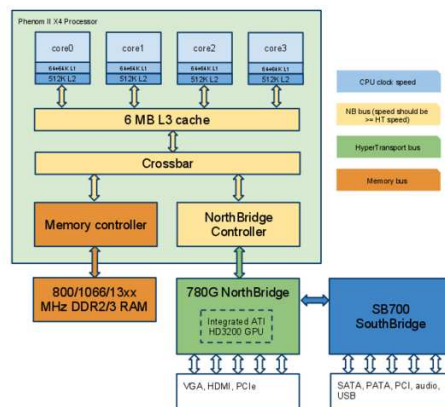 Phenom II X4 Processor
core0
core1
core2
core3
64+64K L1
64+64K L1
64+64K L1
64+64K L1
512K L2
512K L2
512K L2
512K L2
6 MB L3 cache
Crossbar
Memory controller
NorthBridge
Controller
800/1066/13xx
MHz DDR2/3 RAM
780G NorthBridge
Integrated ATI
HD3200 GPU
SB700
SouthBridge
VGA, HDMI, PCIe
SATA, PATA, PCI, audio,
USB
CPU clock speed
NB bus (speed should be
>= HT speed)
HyperTransport bus
Memory bus